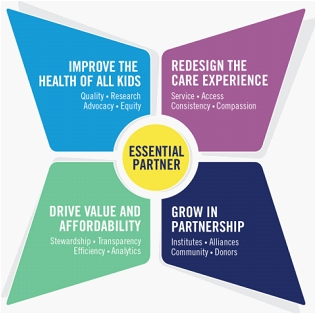 IMPROVE THE
HEALTH OF ALL KIDS
Quality • Research
Advocacy • Equity
REDESIGN THE
CARE EXPERIENCE
Service • Access
Consistency • Compassion
ESSENTIAL
PARTNER
DRIVE VALUE AND
AFFORDABILITY
Stewardship • Transparency
Efficiency • Analytics
GROW IN
PARTNERSHIP
Institutes • Alliances
Community • Donors